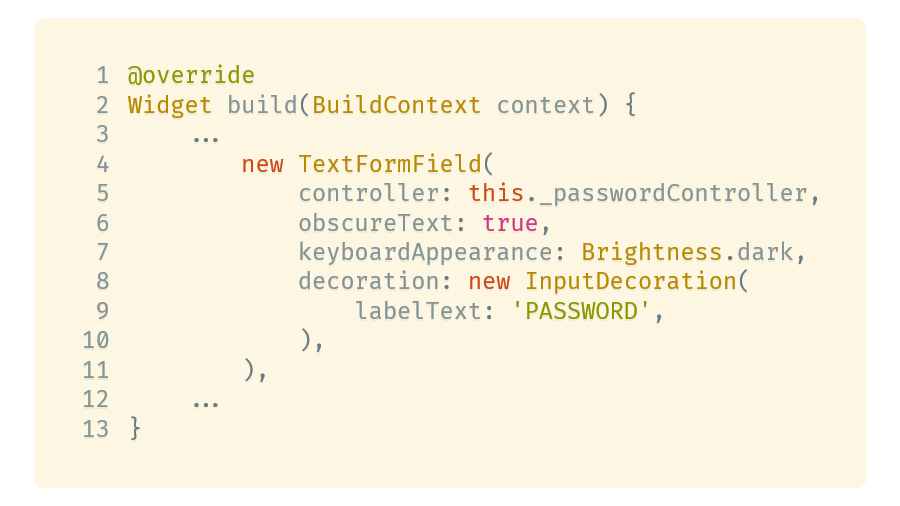 1 @override
2 Widget build(BuildContext context) {
3     ...
4         new TextFormField(
5             controller: this._passwordController,
6             obscureText: true,
7             keyboardAppearance: Brightness.dark,
8             decoration: new InputDecoration(
9                 labelText: 'PASSWORD',
10             ),
11         ),
12     ...
13 }